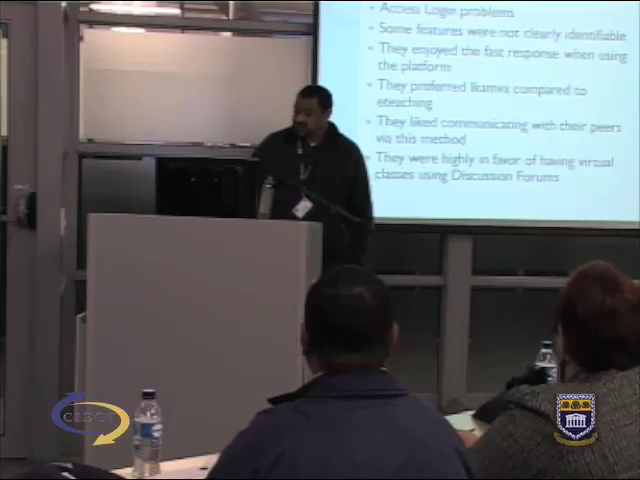 Access Login problems
Some features were not clearly identifiable
They enjoyed the fast response when using
the platform
They preferred Ikamva compared to
eteaching
They liked communicating with their peers
via this method
They were highly in favor of having virtual
classes using Discussion Forums